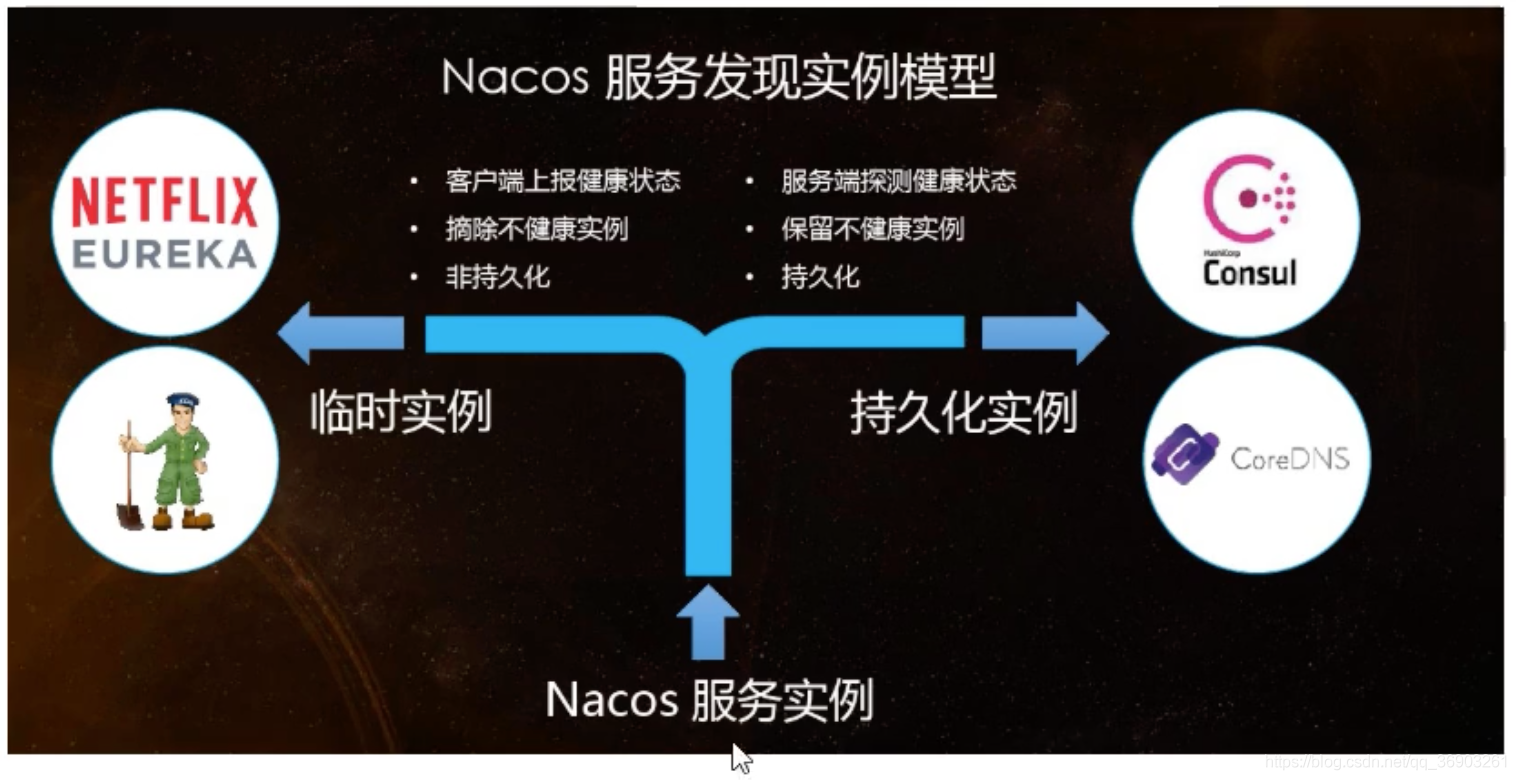 Nacos 服务发现实例模型
NETFLIX
EUREKA
• 客户端上报健康状态
• 摘除不健康实例
• 非持久化
• 服务端探测健康状态
• 保留不健康实例
• 持久化
HashiCorp
Consul
临时实例
持久化实例
CoreDNS
Nacos 服务实例
https://blog.csdn.net/qq_36903261